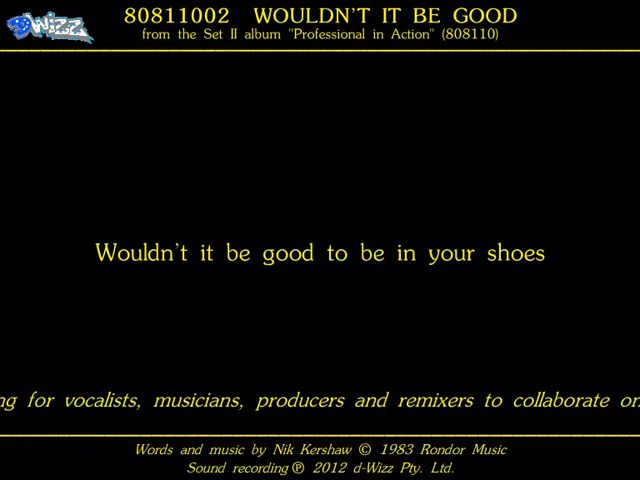 d-Wizz
80811002 WOULDN'T IT BE GOOD
from the Set II album "Professional in Action" (808110)
Wouldn't it be good to be in your shoes
ng for vocalists, musicians, producers and remixers to collaborate on
Words and music by Nik Kershaw © 1983 Rondor Music
Sound recording ℗ 2012 d-Wizz Pty. Ltd.